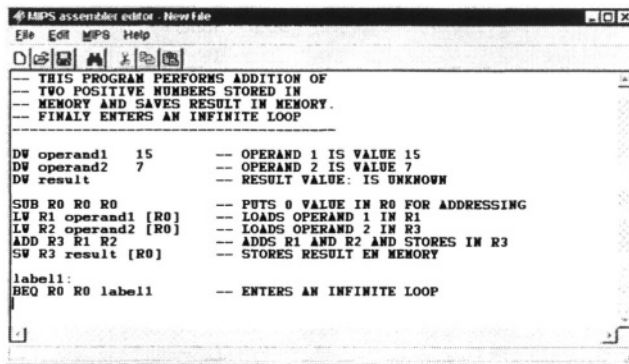 MIPS assembler editor - New File
File Edit MIPS Help
-- THIS PROGRAM PERFORMS ADDITION OF
-- TWO POSITIVE NUMBERS STORED IN
-- MEMORY AND SAVES RESULT IN MEMORY.
-- FINALY ENTERS AN INFINITE LOOP
----------------------------------------
DW operand1 15 -- OPERAND 1 IS VALUE 15
DW operand2 7 -- OPERAND 2 IS VALUE 7
DW result -- RESULT VALUE: IS UNKNOWN
SUB R0 R0 R0 -- PUTS 0 VALUE IN R0 FOR ADDRESSING
LW R1 operand1 [R0] -- LOADS OPERAND 1 IN R1
LW R2 operand2 [R0] -- LOADS OPERAND 2 IN R3
ADD R3 R1 R2 -- ADDS R1 AND R2 AND STORES IN R3
SW R3 result [R0] -- STORES RESULT EN MEMORY
label1:
BEQ R0 R0 label1 -- ENTERS AN INFINITE LOOP